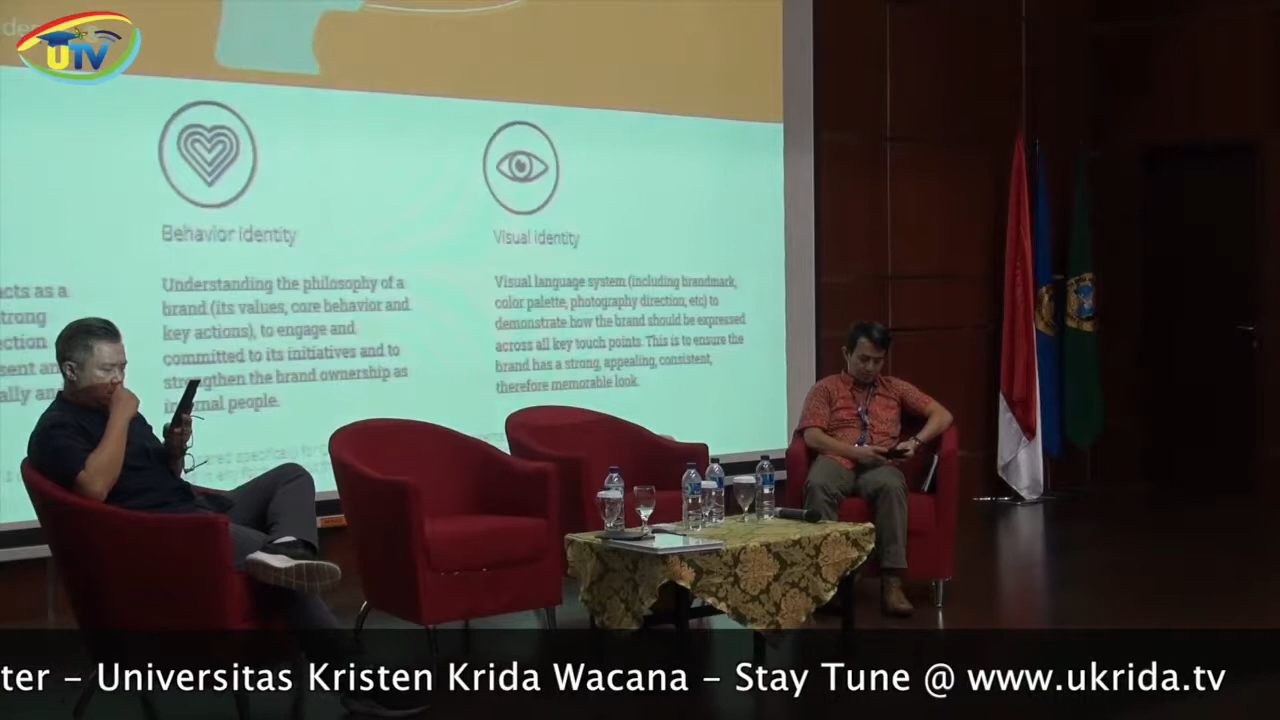 UTV
Behavior identity
Understanding the philosophy of a
brand (its values, core behavior and
key actions), to engage and
committed to its initiatives and to
strengthen the brand ownership as
internal people.
Visual identity
Visual language system (including brandmark,
color palette, photography direction, etc) to
demonstrate how the brand should be expressed
across all key touch points. This is to ensure the
brand has a strong, appealing, consistent,
therefore memorable look.
acts as a
trong
ection
sent an
ally an
ter – Universitas Kristen Krida Wacana – Stay Tune @ www.ukrida.tv